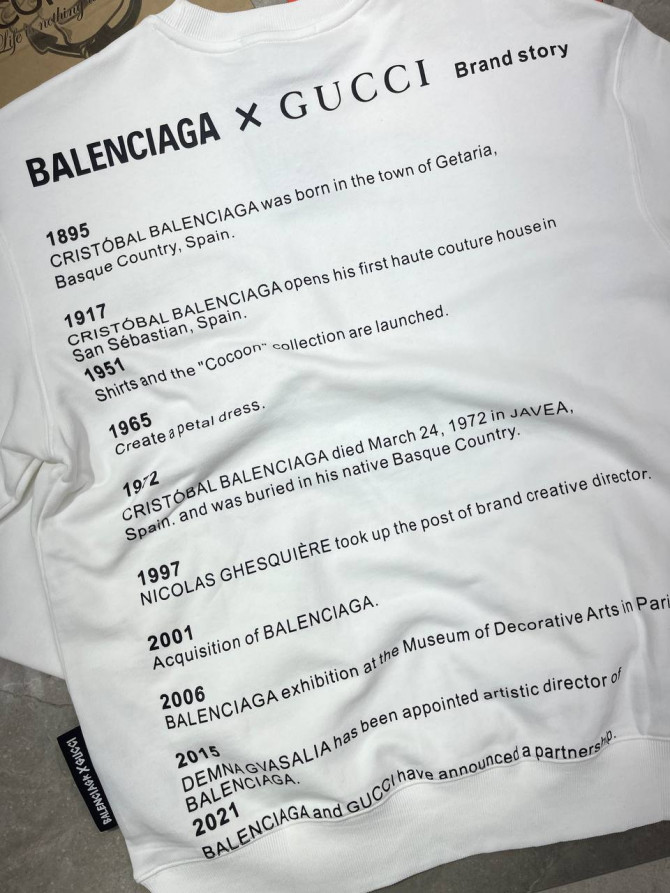 Life is nothing
BALENCIAGA X GUCCI Brand story
1895
CRISTÓBAL BALENCIAGA was born in the town of Getaria,
Basque Country, Spain.
1917
CRISTÓBAL BALENCIAGA opens his first haute couture house in
San Sébastian, Spain.
1951
Shirts and the "Cocoon" collection are launched.
1965
Create a petal dress.
1972
CRISTÓBAL BALENCIAGA died March 24, 1972 in JAVEA,
Spain. and was buried in his native Basque Country.
1997
NICOLAS GHESQUIÈRE took up the post of brand creative director.
2001
Acquisition of BALENCIAGA.
2006
BALENCIAGA exhibition at the Museum of Decorative Arts in Pari
2015
DEMNA GVASALIA has been appointed artistic director of
BALENCIAGA.
2021
BALENCIAGA and GUCCI have announced a partnership.
BALENCIAGA X GUCCI